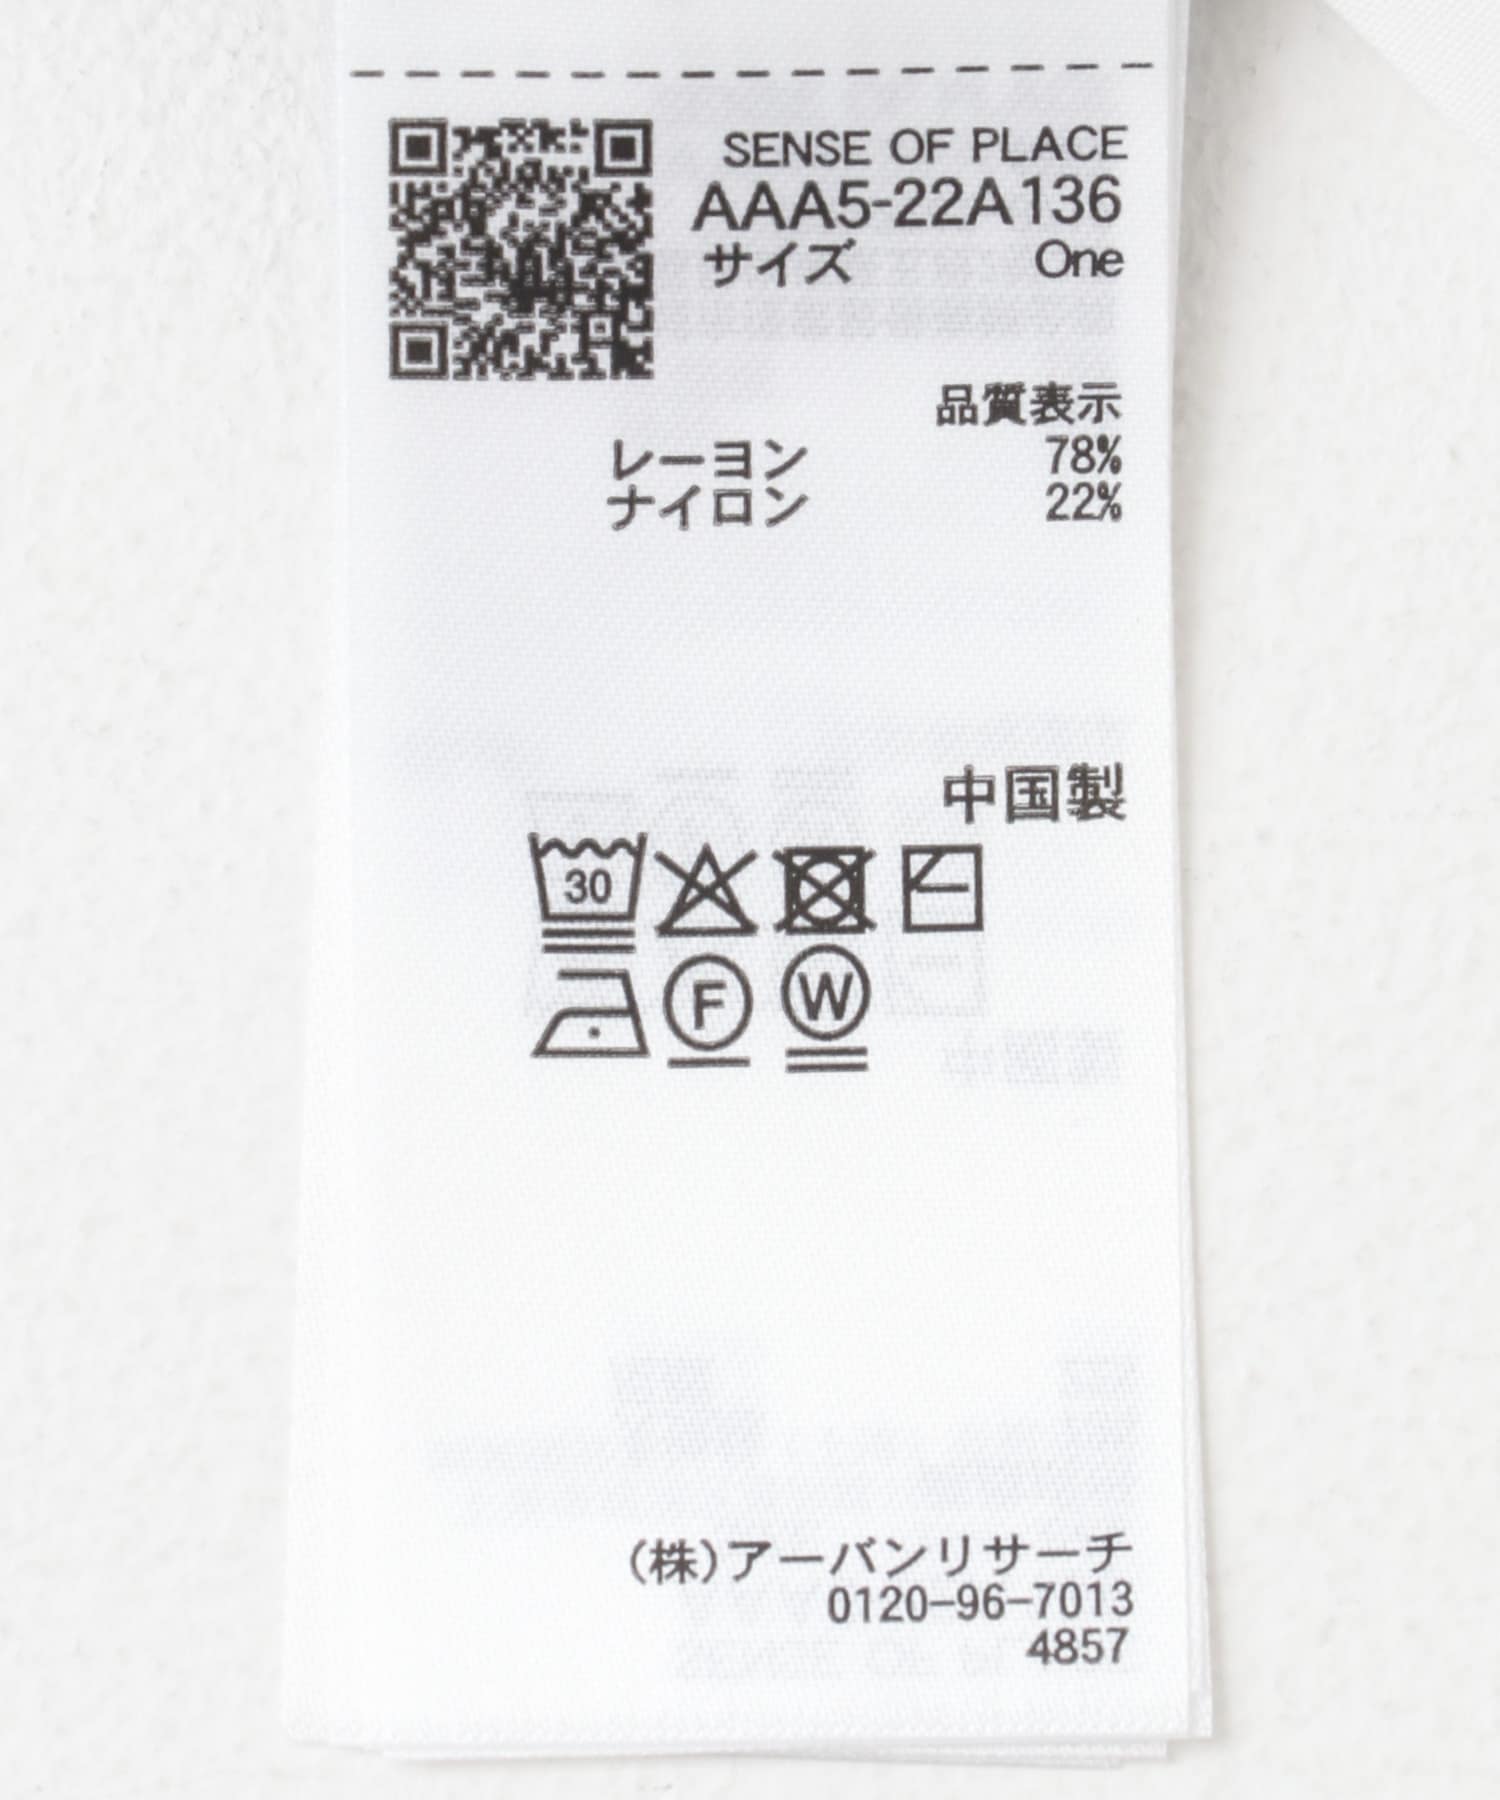 SENSE OF PLACE
AAA5-22A136
サイズ One
品質表示
レーヨン 78%
ナイロン 22%
中国製
30
F W
(株)アーバンリサーチ
0120-96-7013
4857